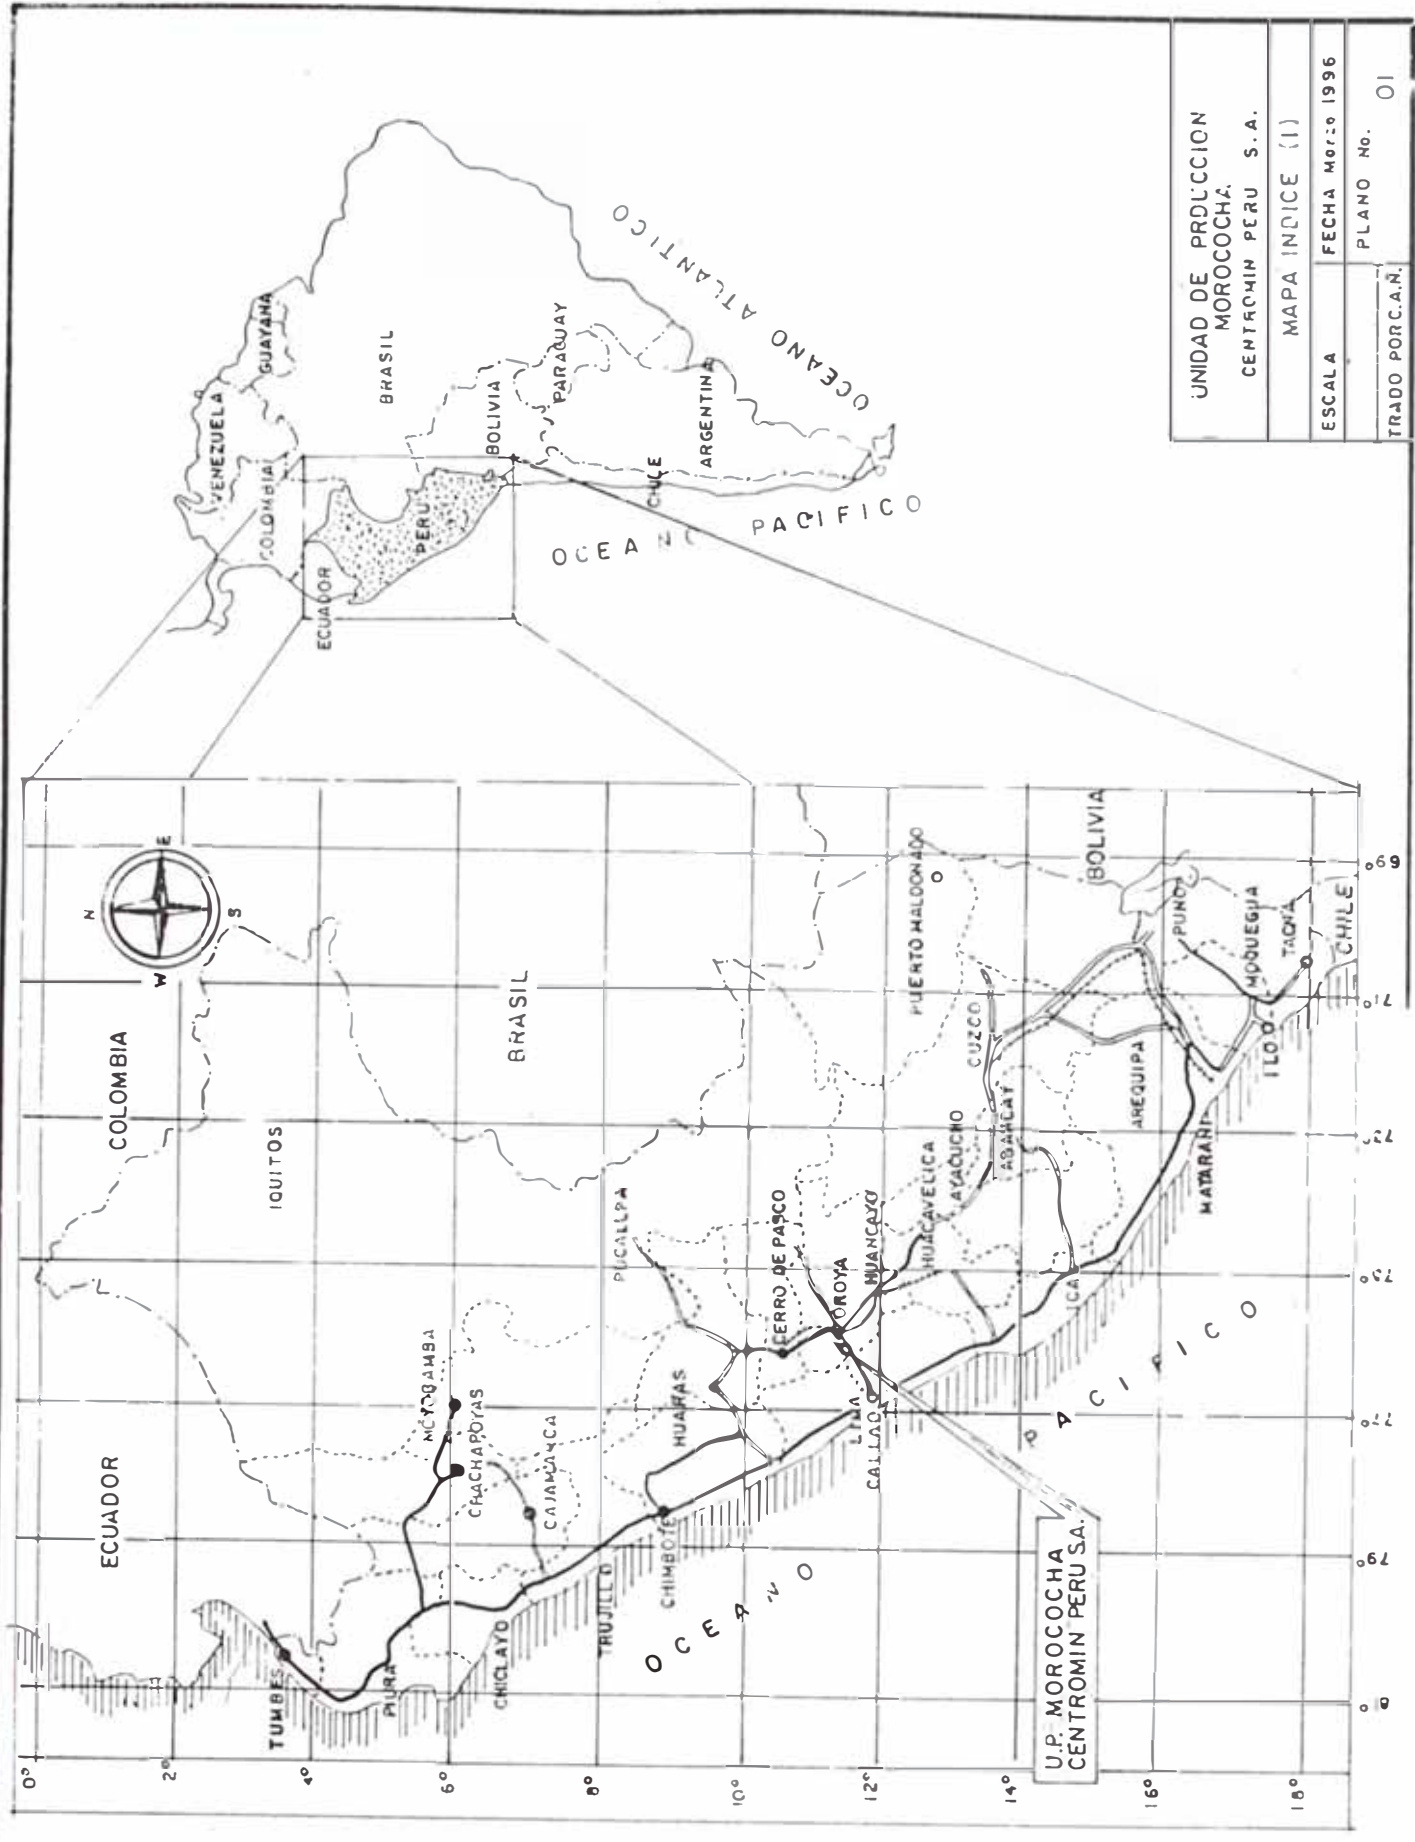 VENEZUELA
GUAYANA
COLOMBIA
ECUADOR
BRASIL
PERU
BOLIVIA
PARAGUAY
CHILE
ARGENTINA
OCEANO ATLANTICO
OCEANO PACIFICO
N
W E
S
COLOMBIA
ECUADOR
IQUITOS
BRASIL
TUMBES
PIURA
MOYOBAMBA
CHACHAPOYAS
CHICLAYO
CAJAMARCA
TRUJILLO
PUCALLPA
CHIMBOTE
HUARAS
CERRO DE PASCO
OROYA
LIMA
CALLAO
HUANCAYO
HUACAVELICA
AYACUCHO
PUERTO MALDONADO
CUZCO
ABANCAY
ICA
AREQUIPA
MATARANI
PUNO
BOLIVIA
MOQUEGUA
ILO
TACNA
CHILE
OCEANO PACIFICO
U.P. MOROCOCHA
CENTROMIN PERU S.A.
0°
2°
4°
6°
8°
10°
12°
14°
16°
18°
79°
77°
75°
71°
69°
UNIDAD DE PRODUCCION
MOROCOCHA
CENTROMIN PERU S.A.
MAPA INDICE (1)
ESCALA
FECHA Marzo 1996
TRADO POR C.A.Ñ.
PLANO No. 01